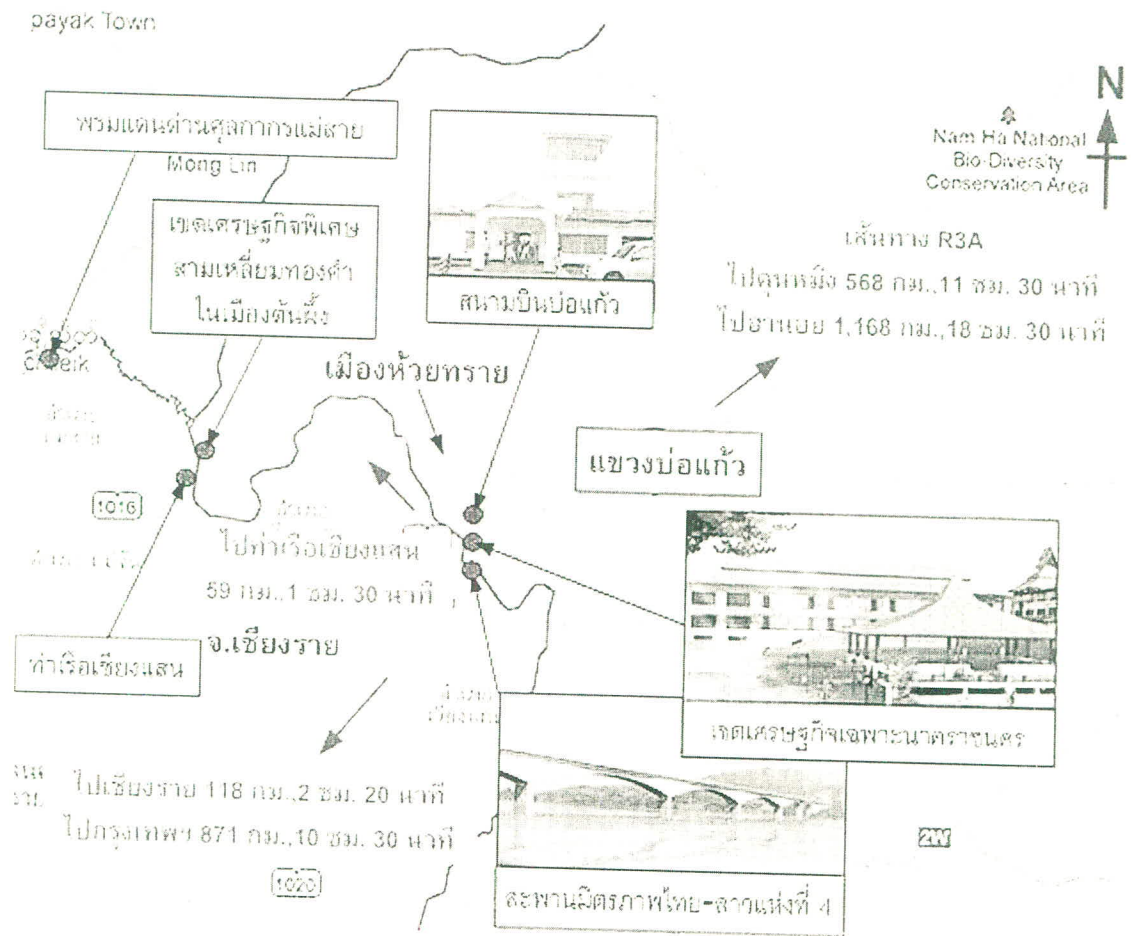 payak Town
N
พรมแดนด่านศุลกากรแม่สาย
Mong Lin
Nam Ha National
Bio-Diversity
Conservation Area
เขตเศรษฐกิจพิเศษ
สามเหลี่ยมทองคำ
ในเมืองต้นผึ้ง
สนามบินบ่อแก้ว
เส้นทาง R3A
ไปคุนหมิง 568 กม.,11 ชม. 30 นาที
ไปฮานอย 1,168 กม.,18 ชม. 30 นาที
เมืองห้วยทราย
แขวงบ่อแก้ว
1016
ไปท่าเรือเชียงแสน
59 กม.,1 ชม. 30 นาที
จ.เชียงราย
ท่าเรือเชียงแสน
เขตเศรษฐกิจเฉพาะนาคราชนคร
ไปเชียงราย 118 กม.,2 ชม. 20 นาที
ไปกรุงเทพฯ 871 กม.,10 ชม. 30 นาที
1020
2W
สะพานมิตรภาพไทย-ลาวแห่งที่ 4